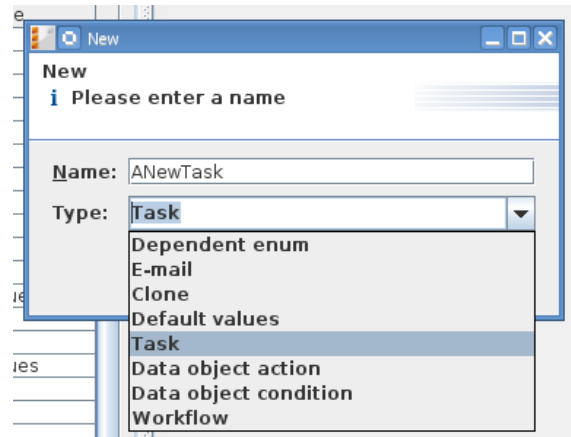 e
New
New
i Please enter a name
Name: ANewTask
Type: Task
Dependent enum
E-mail
Clone
Default values
Task
Data object action
Data object condition
Workflow
ues